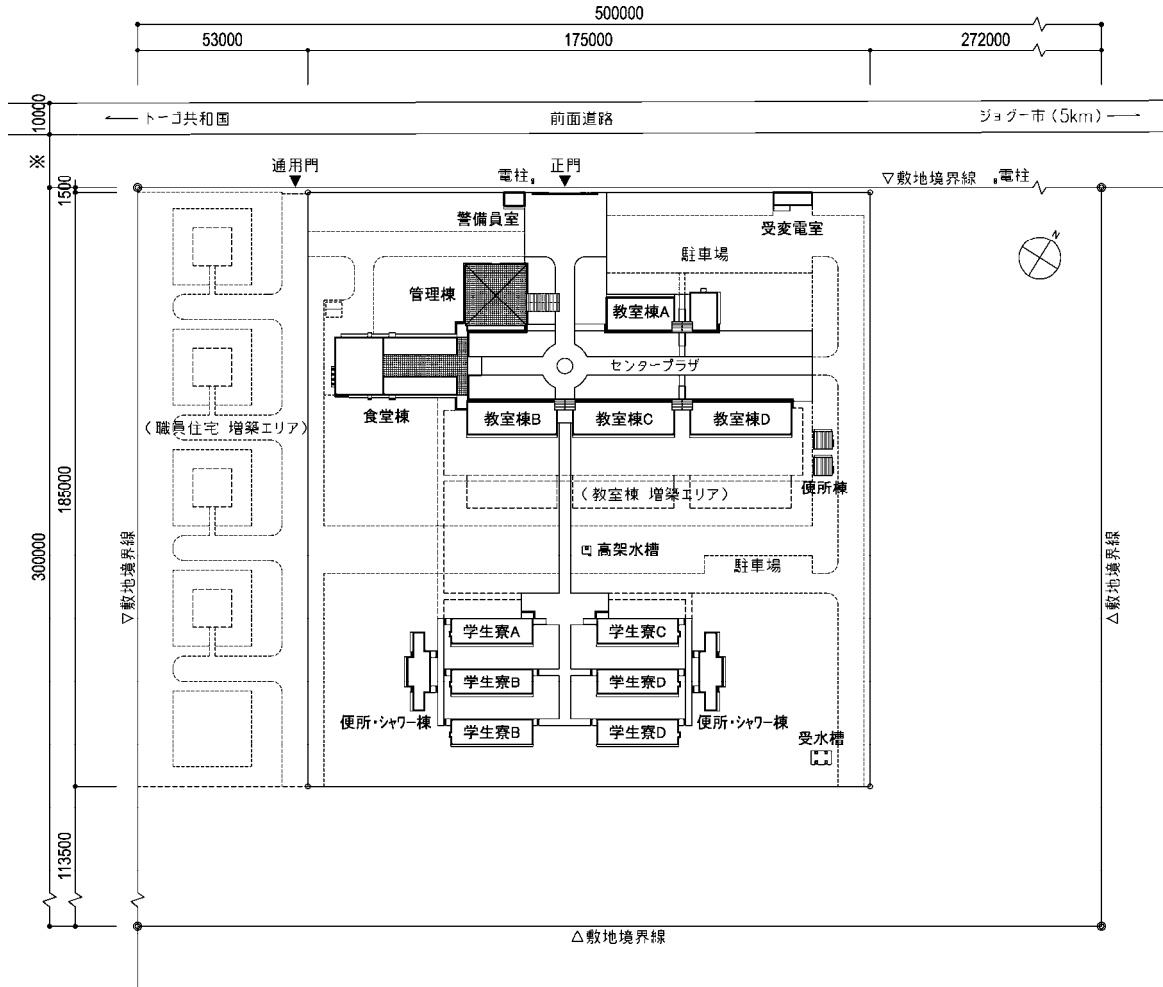 500000
53000
175000
272000
10000
トーゴ共和国
前面道路
ジョグー市（5km）
※
1500
通用門
電柱
正門
▽敷地境界線
電柱
警備員室
受変電室
N
駐車場
管理棟
教室棟A
センタープラザ
食堂棟
教室棟B
教室棟C
教室棟D
（職員住宅 増築エリア）
便所棟
（教室棟 増築エリア）
185000
300000
高架水槽
駐車場
▽敷地境界線
△敷地境界線
学生寮A
学生寮C
学生寮B
学生寮D
便所・シャワー棟
便所・シャワー棟
学生寮B
学生寮D
受水槽
113500
△敷地境界線